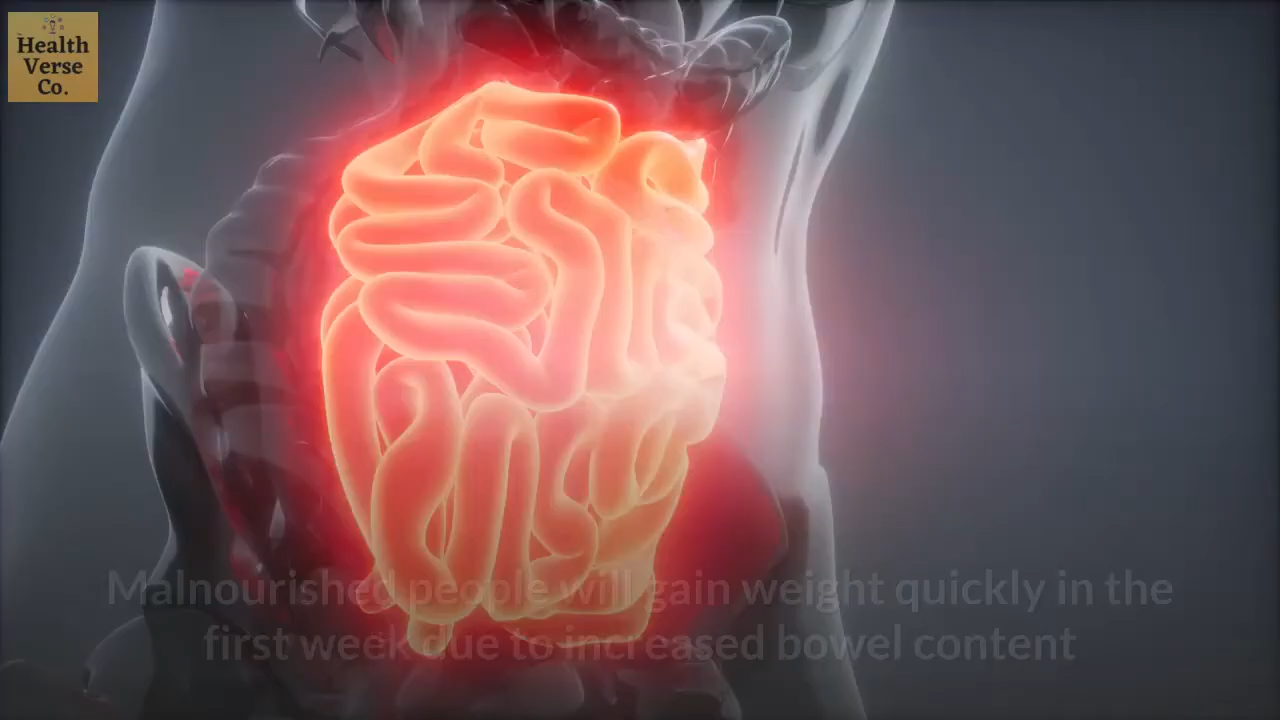 Health
Verse
Co.
Malnourished people will gain weight quickly in the
first week due to increased bowel content